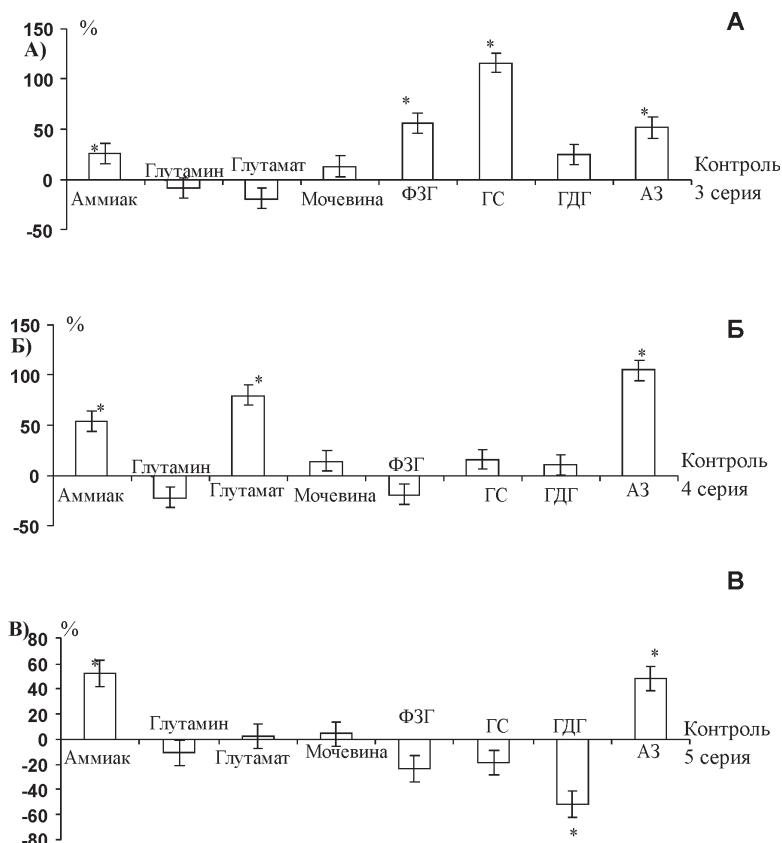 А
150 %
А)
100
50
0
-50
* * * *
Аммиак Глутамин Глутамат Мочевина ФЗГ ГС ГДГ АЗ
Контроль
3 серия
Б
150 %
Б)
100
50
0
-50
* * *
Аммиак Глутамин Глутамат Мочевина ФЗГ ГС ГДГ АЗ
Контроль
4 серия
В
В) %
80
60
40
20
0
-20
-40
-60
-80
* * *
Аммиак Глутамин Глутамат Мочевина ФЗГ ГС ГДГ АЗ
Контроль
5 серия